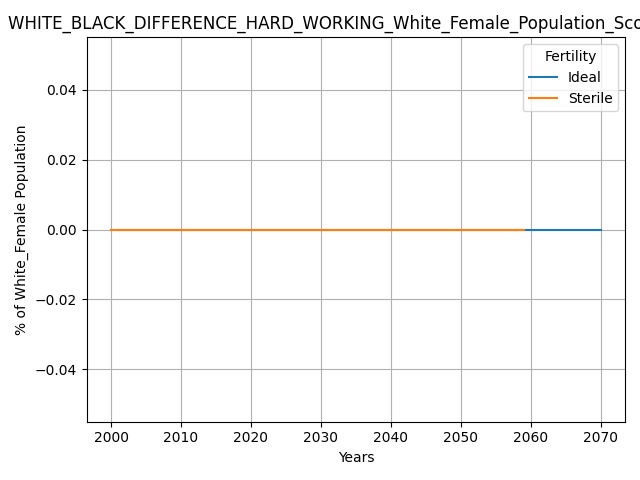 WHITE_BLACK_DIFFERENCE_HARD_WORKING_White_Female_Population_Sco
Fertility
Ideal
Sterile
% of White_Female Population
0.04
0.02
0.00
−0.02
−0.04
2000 2010 2020 2030 2040 2050 2060 2070
Years